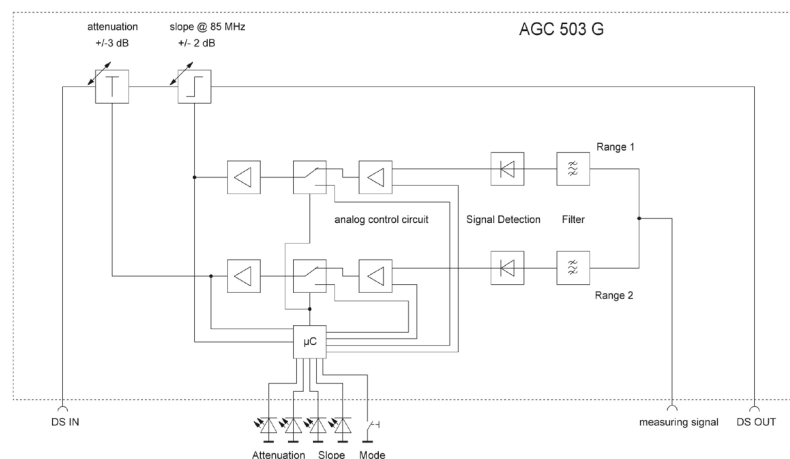 attenuation
+/-3 dB
slope @ 85 MHz
+/- 2 dB
AGC 503 G
Range 1
analog control circuit
Signal Detection
Filter
Range 2
µC
DS IN
measuring signal
DS OUT
Attenuation
Slope
Mode